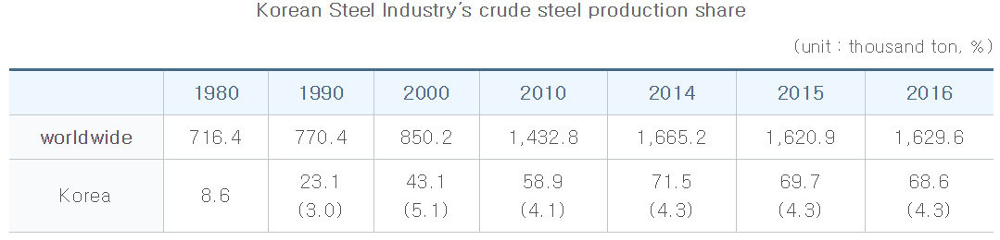 Korean Steel Industry's crude steel production share
(unit : thousand ton, %)
1980 1990 2000 2010 2014 2015 2016
worldwide 716.4 770.4 850.2 1,432.8 1,665.2 1,620.9 1,629.6
Korea 8.6 23.1 43.1 58.9 71.5 69.7 68.6
(3.0) (5.1) (4.1) (4.3) (4.3) (4.3)